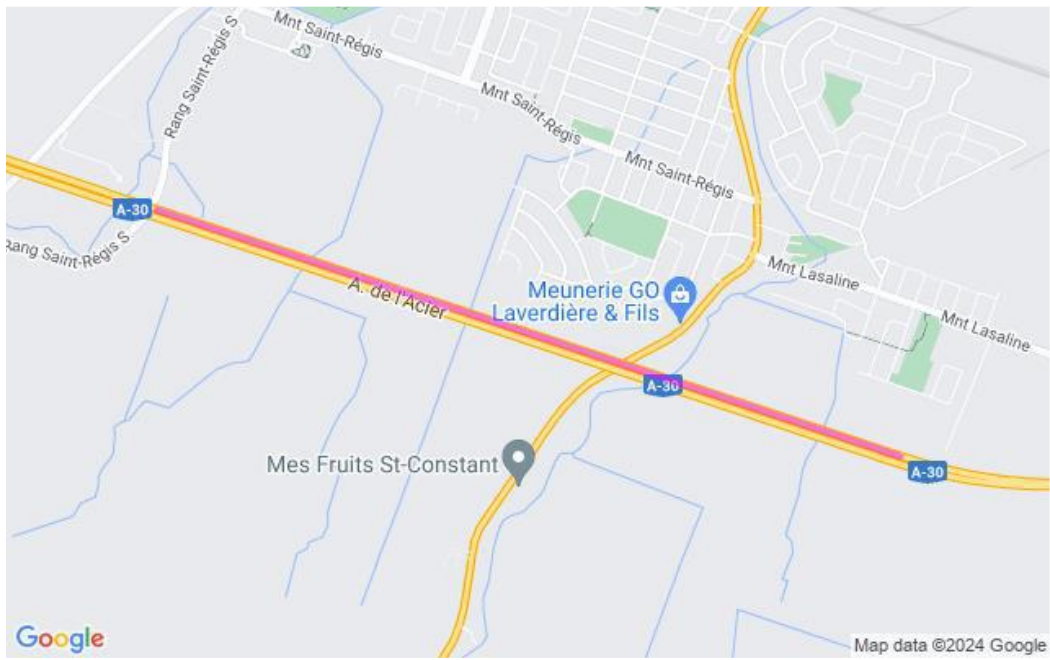 Mnt Saint-Régis
Rang Saint-Régis S
Mnt Saint-Régis
Mnt Saint-Régis
A-30
Rang Saint-Régis S
Mnt Lasaline
A. de l'Acier
Meunerie GO
Laverdière & Fils
Mnt Lasaline
A-30
Mes Fruits St-Constant
A-30
Google
Map data ©2024 Google